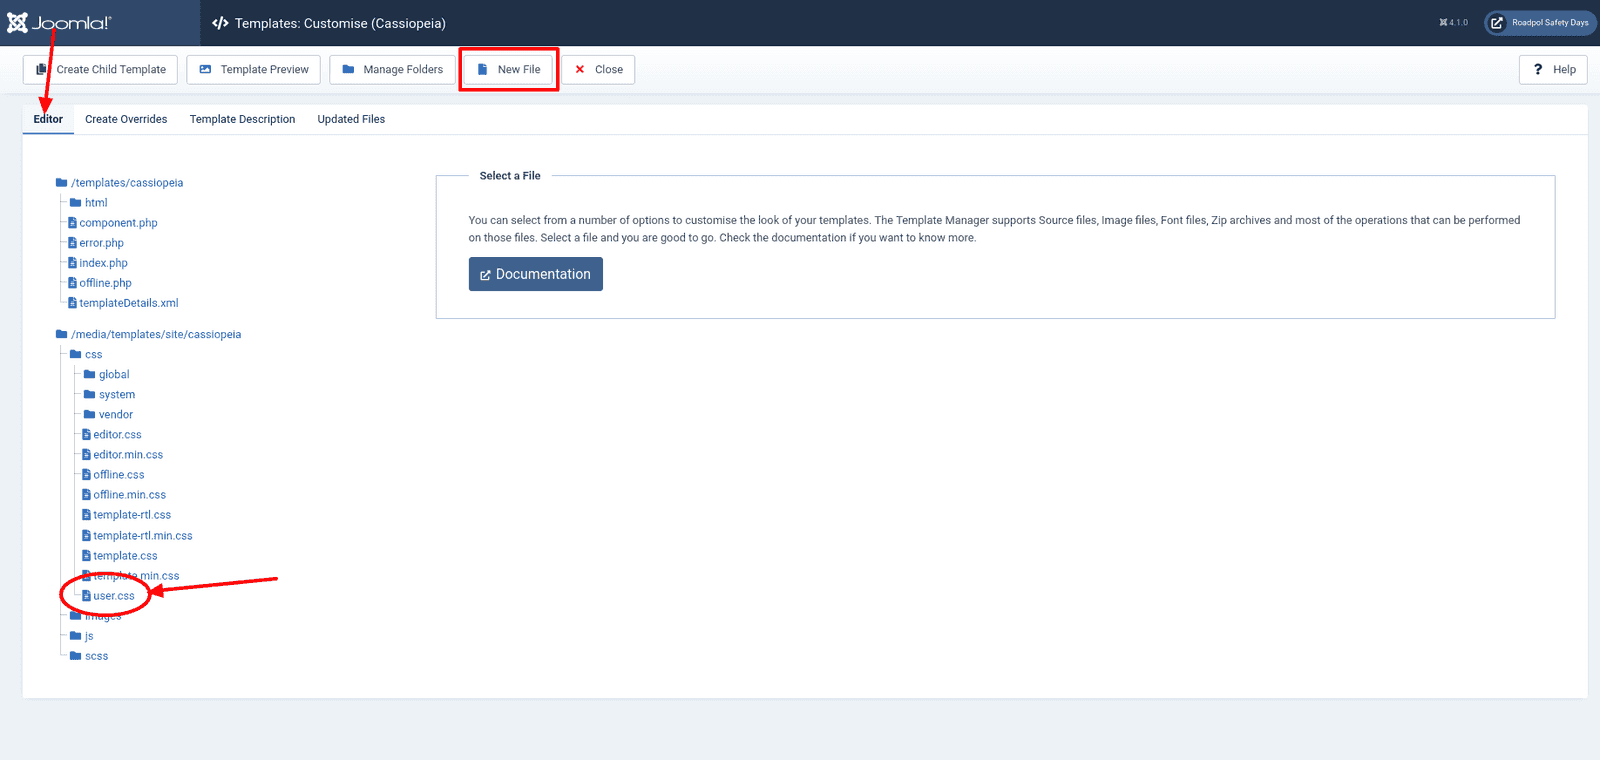 Joomla!
Templates: Customise (Cassiopeia)
4.1.0
Roadpol Safety Days
Create Child Template
Template Preview
Manage Folders
New File
Close
? Help
Editor
Create Overrides
Template Description
Updated Files
/templates/cassiopeia
html
component.php
error.php
index.php
offline.php
templateDetails.xml
/media/templates/site/cassiopeia
css
global
system
vendor
editor.css
editor.min.css
offline.css
offline.min.css
template-rtl.css
template-rtl.min.css
template.css
template.min.css
user.css
images
js
scss
Select a File
You can select from a number of options to customise the look of your templates. The Template Manager supports Source files, Image files, Font files, Zip archives and most of the operations that can be performed
on those files. Select a file and you are good to go. Check the documentation if you want to know more.
Documentation